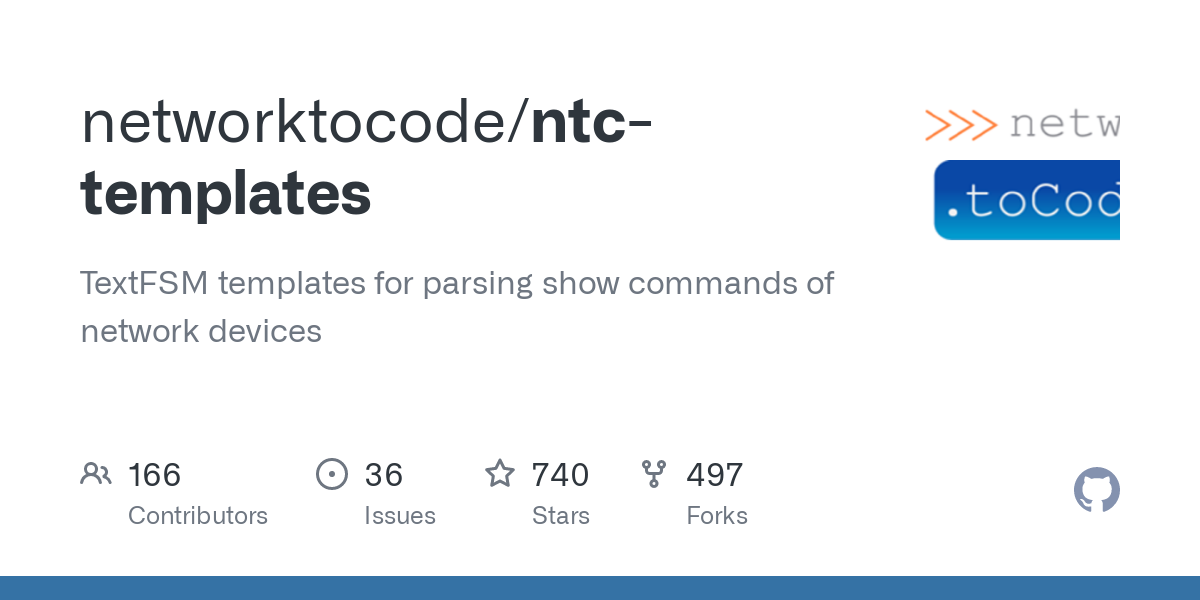 networktocode/ntc-
templates
>>> netw
.toCod
TextFSM templates for parsing show commands of
network devices
166
Contributors
36
Issues
740
Stars
497
Forks